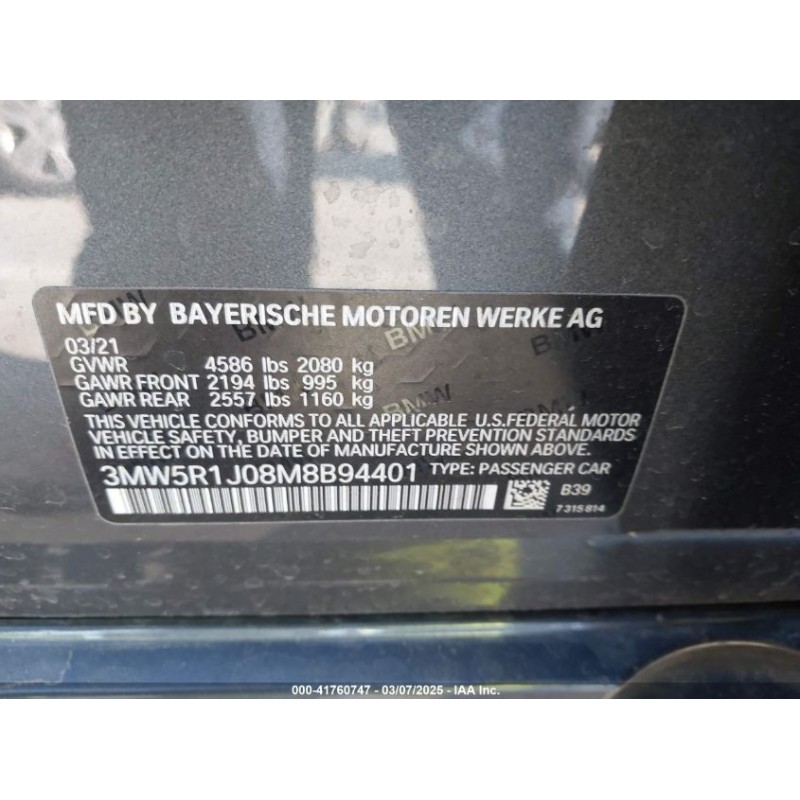 MFD BY BAYERISCHE MOTOREN WERKE AG
03/21
GVWR 4586 lbs 2080 kg
GAWR FRONT 2194 lbs 995 kg
GAWR REAR 2557 lbs 1160 kg
THIS VEHICLE CONFORMS TO ALL APPLICABLE U.S.FEDERAL MOTOR
VEHICLE SAFETY, BUMPER AND THEFT PREVENTION STANDARDS
IN EFFECT ON THE DATE OF MANUFACTURE SHOWN ABOVE.
3MW5R1J08M8B94401 TYPE: PASSENGER CAR
B39
7315814
000-41760747 - 03/07/2025 - IAA Inc.